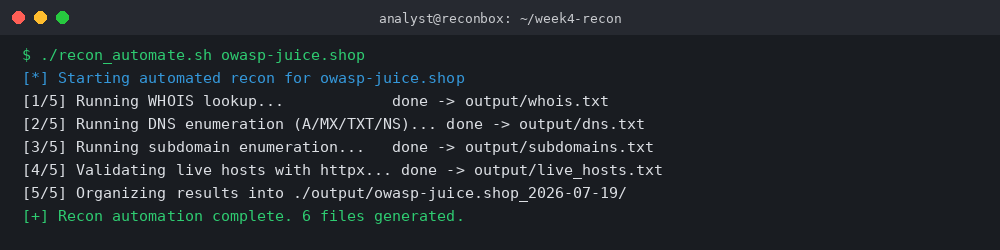 analyst@reconbox: ~/week4-recon
$ ./recon_automate.sh owasp-juice.shop
[*] Starting automated recon for owasp-juice.shop
[1/5] Running WHOIS lookup...            done -> output/whois.txt
[2/5] Running DNS enumeration (A/MX/TXT/NS)... done -> output/dns.txt
[3/5] Running subdomain enumeration...   done -> output/subdomains.txt
[4/5] Validating live hosts with httpx... done -> output/live_hosts.txt
[5/5] Organizing results into ./output/owasp-juice.shop_2026-07-19/
[+] Recon automation complete. 6 files generated.